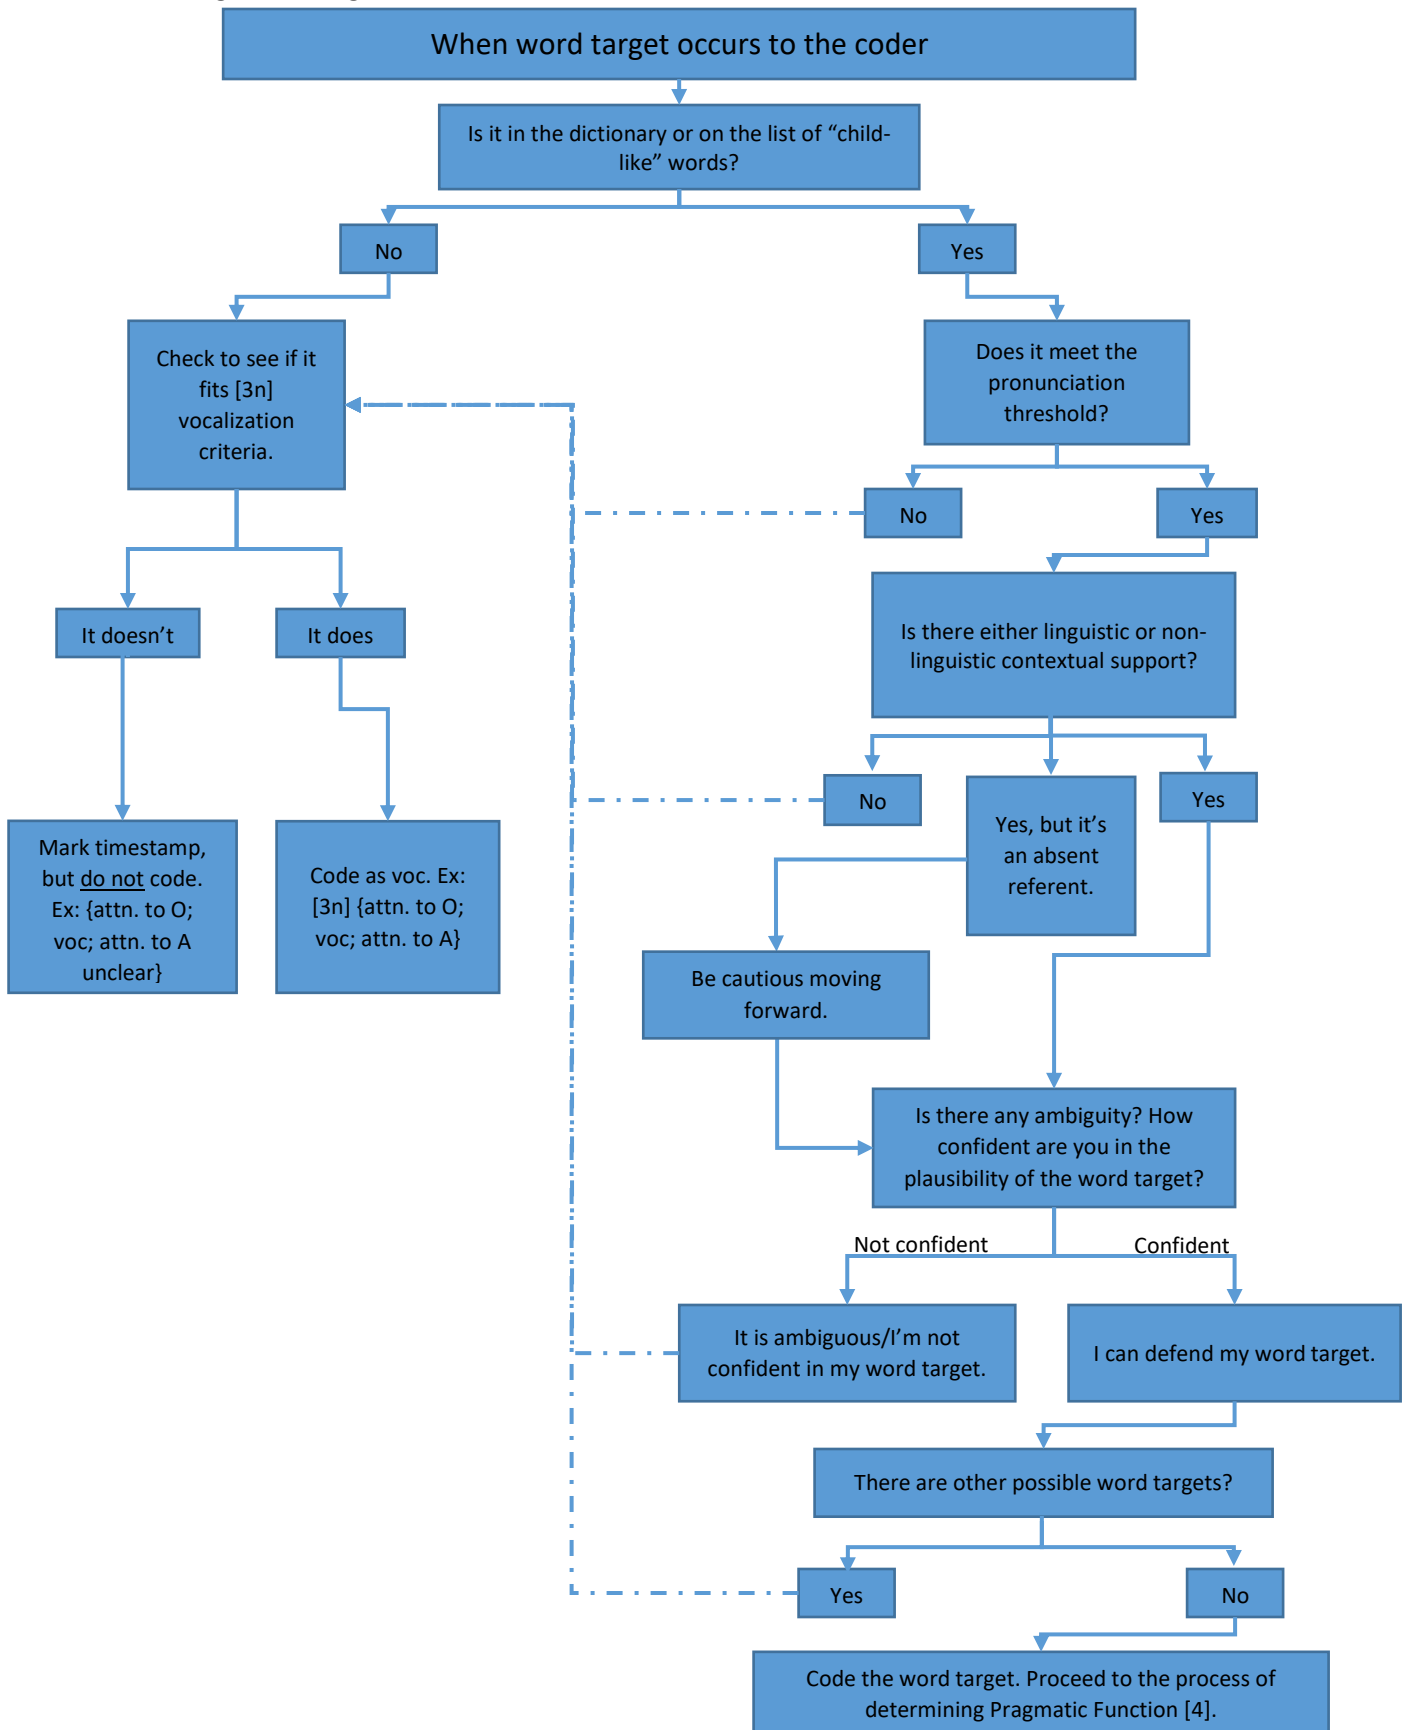 When word target occurs to the coder
Is it in the dictionary or on the list of “child-
like” words?
No
Yes
Check to see if it
fits [3n]
vocalization
criteria.
Does it meet the
pronunciation
threshold?
No
Yes
It doesn’t
It does
Is there either linguistic or non-
linguistic contextual support?
No
Yes, but it’s
an absent
referent.
Yes
Mark timestamp,
but do not code.
Ex: {attn. to O;
voc; attn. to A
unclear}
Code as voc. Ex:
[3n] {attn. to O;
voc; attn. to A}
Be cautious moving
forward.
Is there any ambiguity? How
confident are you in the
plausibility of the word target?
Not confident
Confident
It is ambiguous/I’m not
confident in my word target.
I can defend my word target.
There are other possible word targets?
Yes
No
Code the word target. Proceed to the process of
determining Pragmatic Function [4].